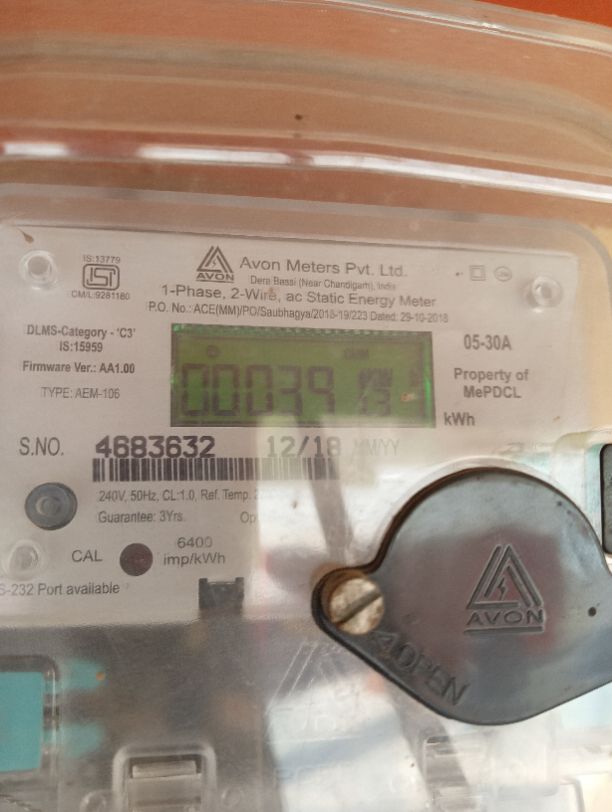 IS:13779
ISI
CM/L:9281180
AVON
Avon Meters Pvt. Ltd.
Dera Bassi (Near Chandigarh), India
1-Phase, 2-Wire, ac Static Energy Meter
P.O. No.: ACE(MM)/PO/Saubhagya/2018-19/223 Dated: 29-10-2018
DLMS-Category - 'C3'
IS:15959
Firmware Ver.: AA1.00
TYPE: AEM-106
00039
05-30A
Property of
MePDCL
kWh
S.NO. 4683632 12/18 MM/YY
240V, 50Hz, CL:1.0, Ref. Temp.
Guarantee: 3Yrs.
CAL
6400
imp/kWh
S-232 Port available
AVON
OPEN